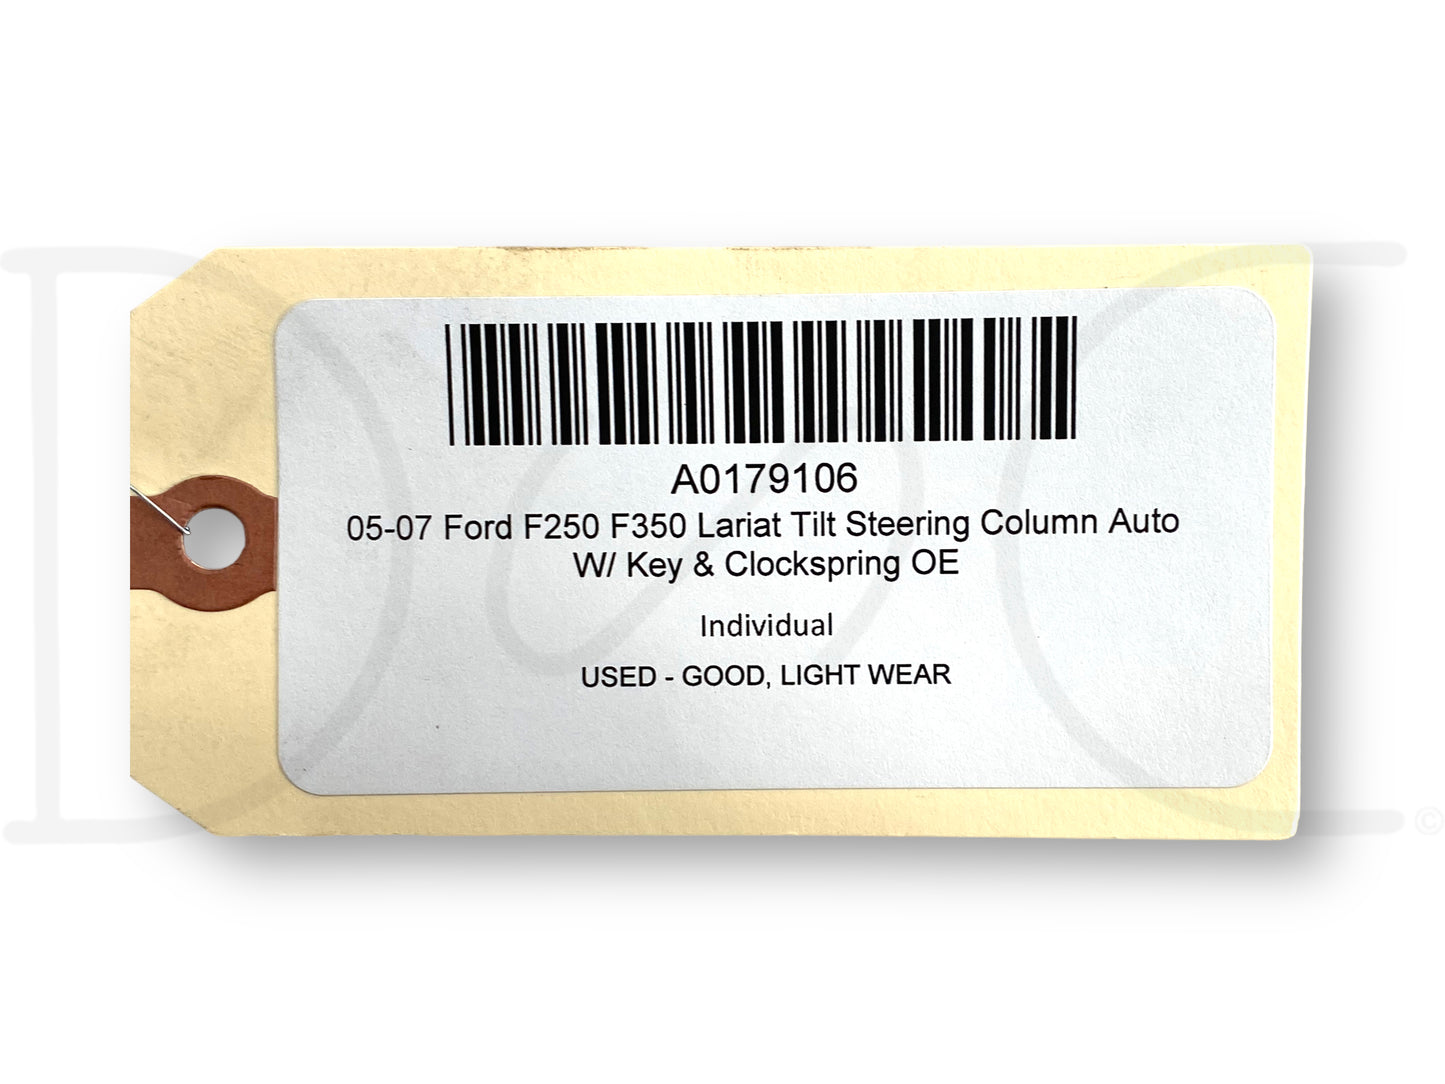 A0179106
05-07 Ford F250 F350 Lariat Tilt Steering Column Auto
W/ Key & Clockspring OE
Individual
USED - GOOD, LIGHT WEAR
D O C ©